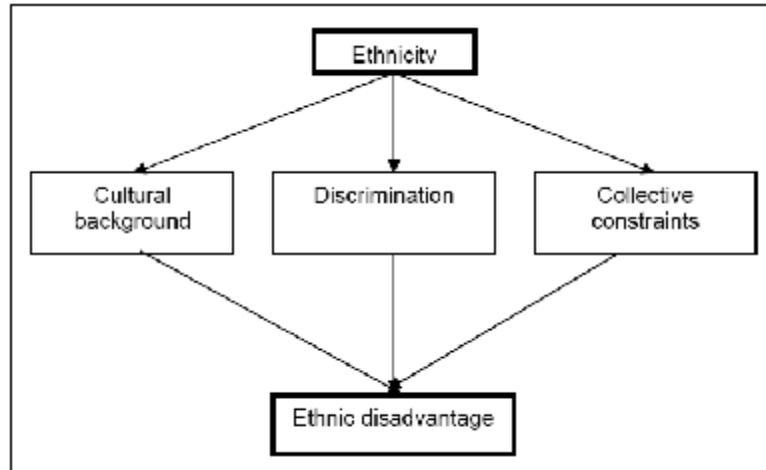 Ethnicity
Cultural
background
Discrimination
Collective
constraints
Ethnic disadvantage